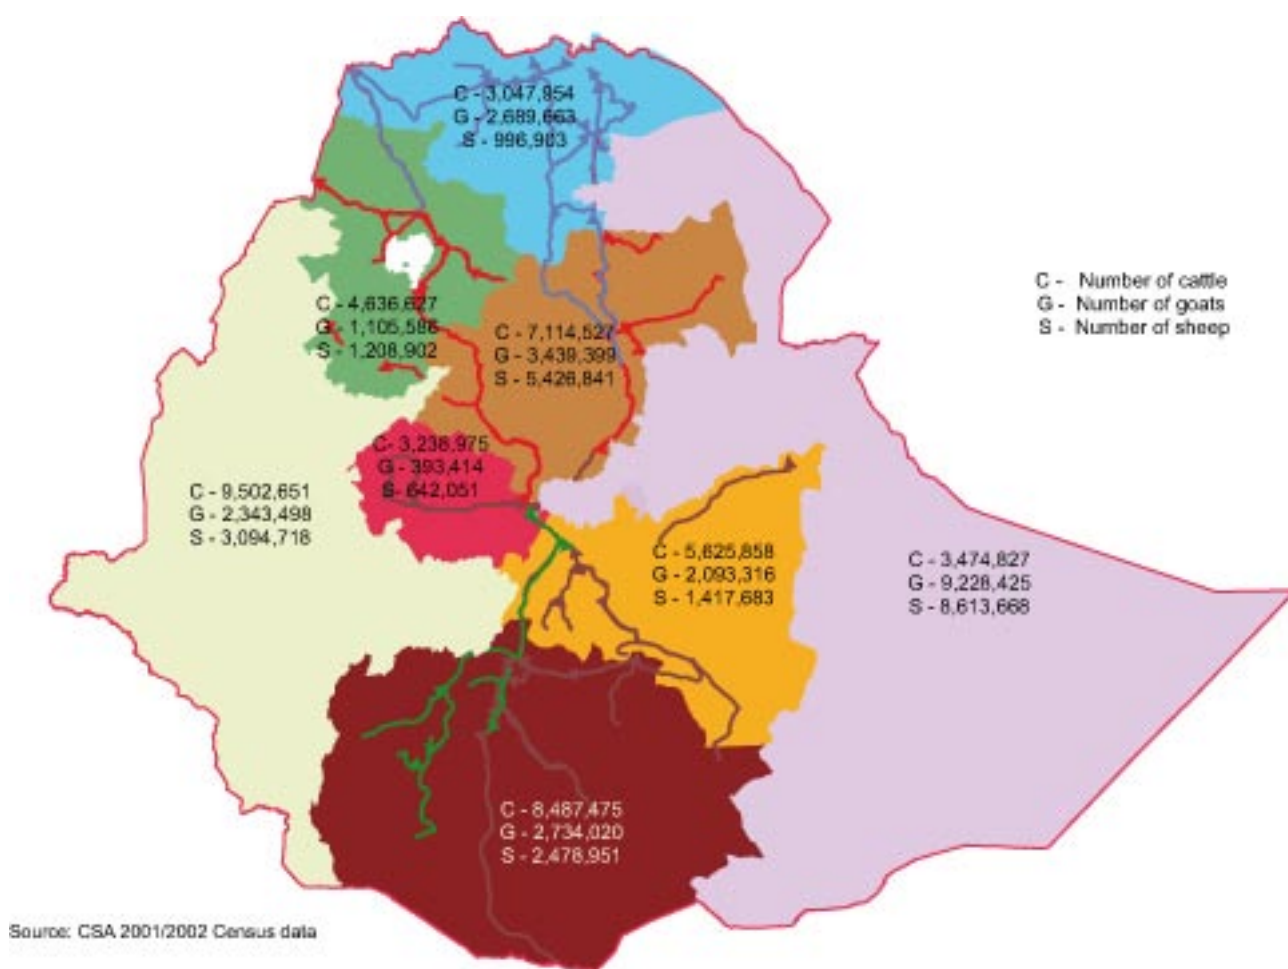 C - 3,047,954
G - 2,689,663
S - 996,903
C - Number of cattle
G - Number of goats
S - Number of sheep
C - 4,636,627
G - 1,105,586
S - 1,208,902
C - 7,114,527
G - 3,439,399
S - 5,426,841
C- 3,238,975
G - 393,414
S- 642,051
C - 9,502,651
G - 2,343,498
S - 3,094,718
C - 5,625,858
G - 2,093,316
S - 1,417,683
C - 3,474,827
G - 9,228,425
S - 8,613,668
C - 8,487,475
G - 2,734,020
S - 2,478,951
Source: CSA 2001/2002 Census data